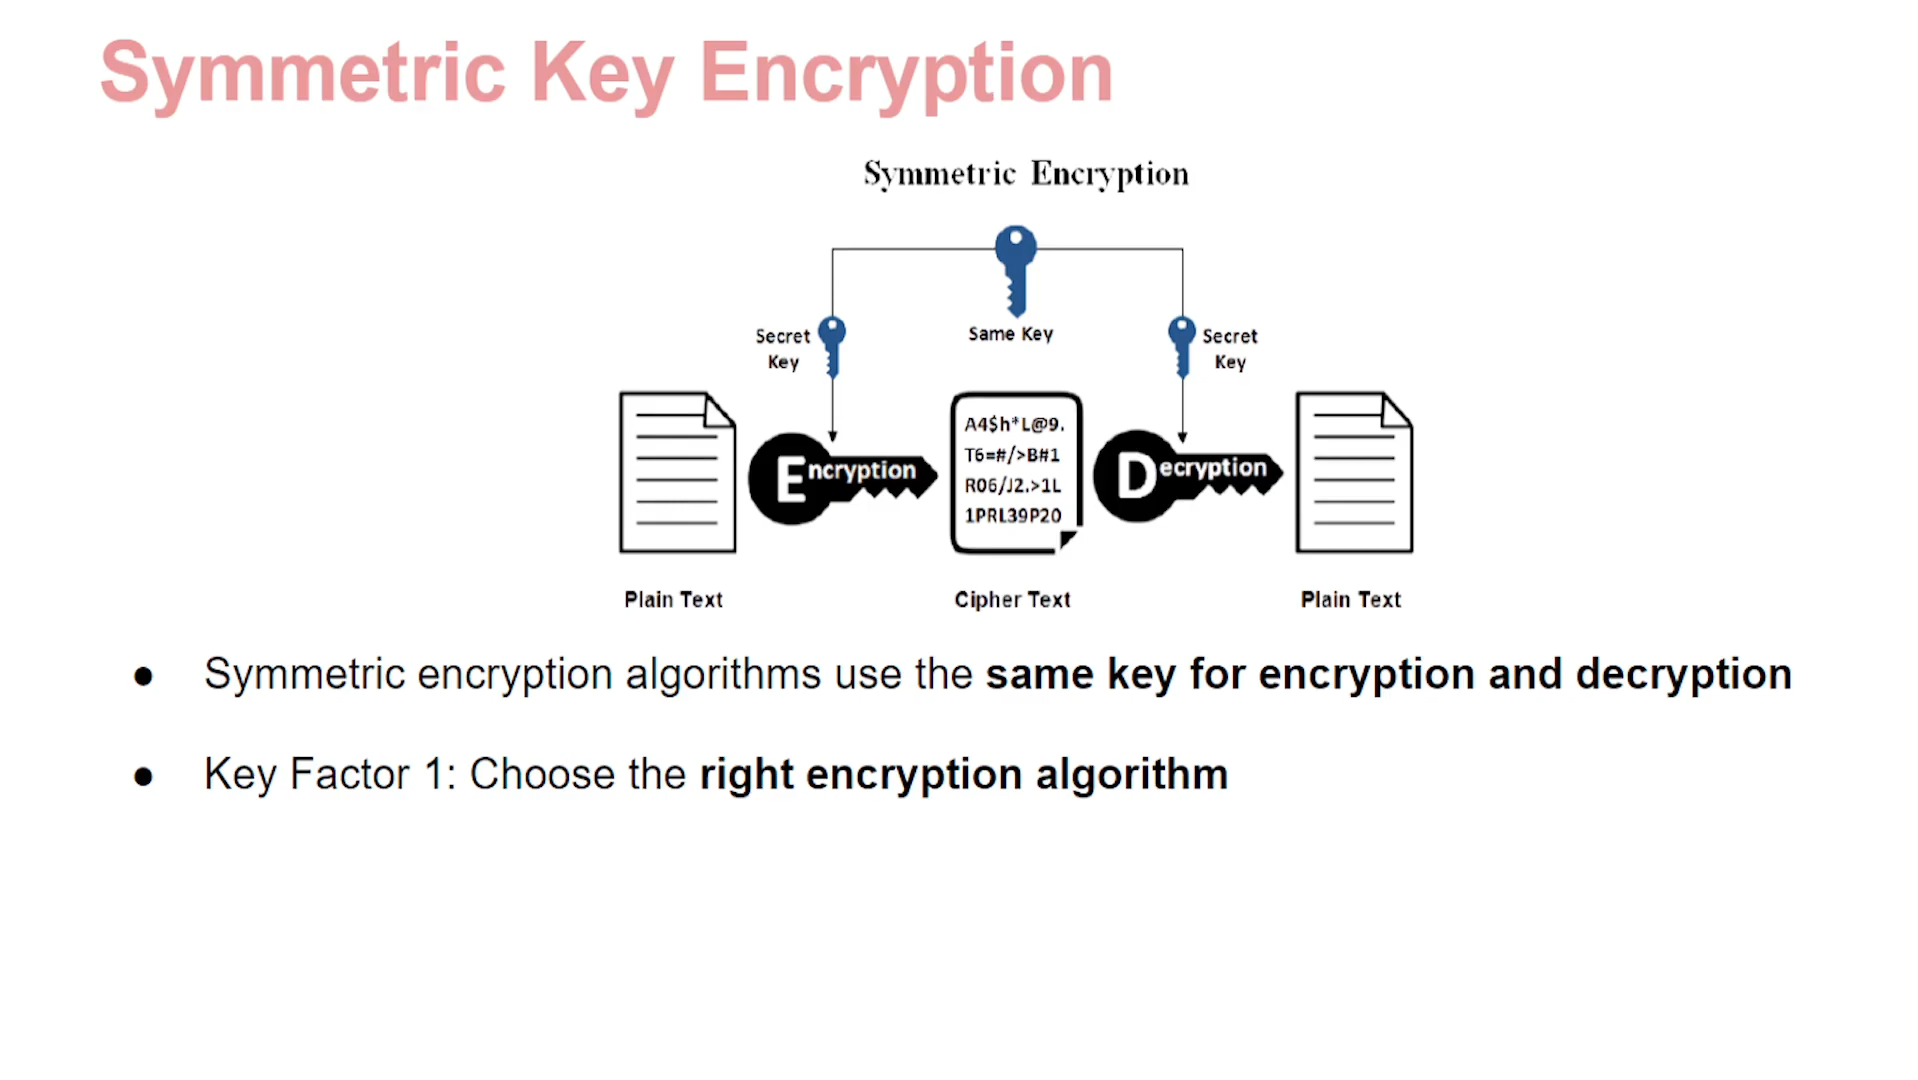 Symmetric Key Encryption
Symmetric Encryption
Same Key
Secret
Key
Secret
Key
Encryption
A4$h*L@9.
T6=#/>B#1
R06/J2.>1L
1PRL39P20
Decryption
Plain Text
Cipher Text
Plain Text
● Symmetric encryption algorithms use the same key for encryption and decryption
● Key Factor 1: Choose the right encryption algorithm